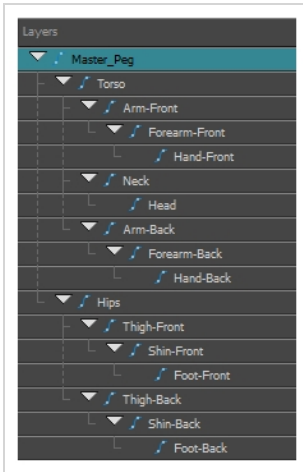 Layers
Master_Peg
Torso
Arm-Front
Forearm-Front
Hand-Front
Neck
Head
Arm-Back
Forearm-Back
Hand-Back
Hips
Thigh-Front
Shin-Front
Foot-Front
Thigh-Back
Shin-Back
Foot-Back